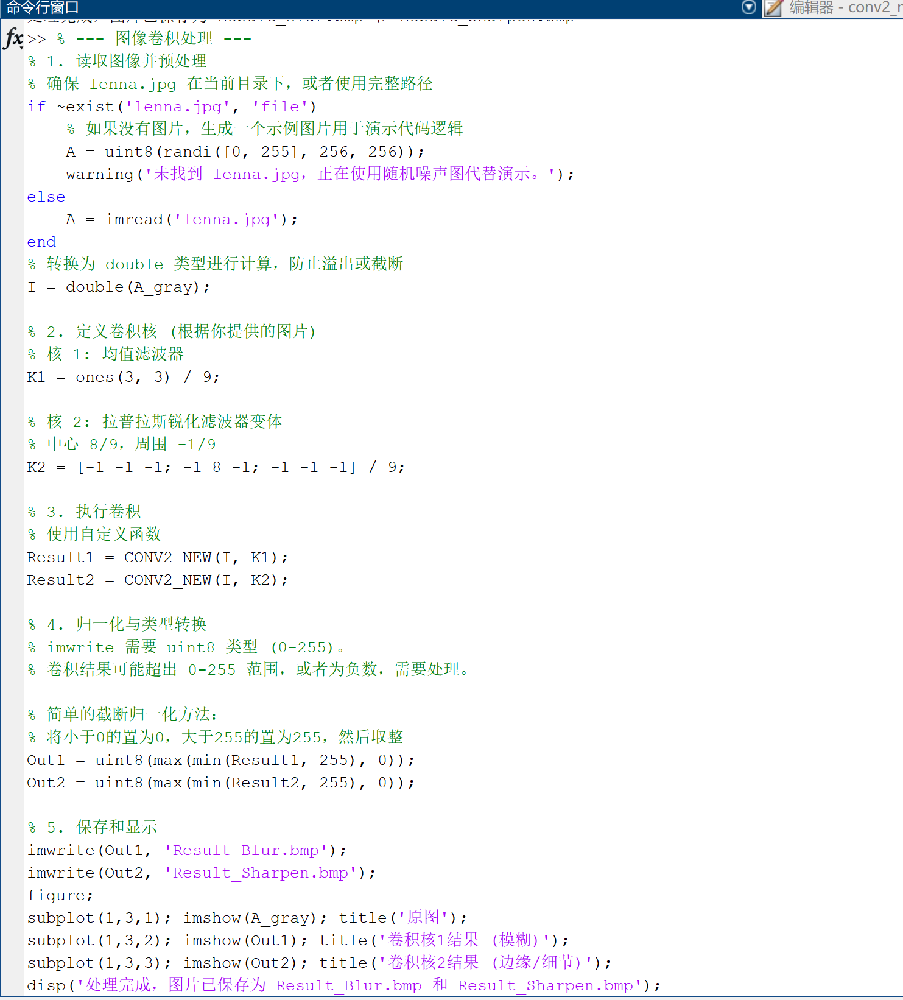 命令行窗口
编辑器 - conv2_n
处理完成，图片已保存为 Result_Blur.bmp 和 Result_Sharpen.bmp
fx >> % --- 图像卷积处理 ---
% 1. 读取图像并预处理
% 确保 lenna.jpg 在当前目录下，或者使用完整路径
if ~exist('lenna.jpg', 'file')
    % 如果没有图片，生成一个示例图片用于演示代码逻辑
    A = uint8(randi([0, 255], 256, 256));
    warning('未找到 lenna.jpg，正在使用随机噪声图代替演示。');
else
    A = imread('lenna.jpg');
end
% 转换为 double 类型进行计算，防止溢出或截断
I = double(A_gray);
% 2. 定义卷积核 (根据你提供的图片)
% 核 1: 均值滤波器
K1 = ones(3, 3) / 9;
% 核 2: 拉普拉斯锐化滤波器变体
% 中心 8/9，周围 -1/9
K2 = [-1 -1 -1; -1 8 -1; -1 -1 -1] / 9;
% 3. 执行卷积
% 使用自定义函数
Result1 = CONV2_NEW(I, K1);
Result2 = CONV2_NEW(I, K2);
% 4. 归一化与类型转换
% imwrite 需要 uint8 类型 (0-255)。
% 卷积结果可能超出 0-255 范围，或者为负数，需要处理。
% 简单的截断归一化方法：
% 将小于0的置为0，大于255的置为255，然后取整
Out1 = uint8(max(min(Result1, 255), 0));
Out2 = uint8(max(min(Result2, 255), 0));
% 5. 保存和显示
imwrite(Out1, 'Result_Blur.bmp');
imwrite(Out2, 'Result_Sharpen.bmp');
figure;
subplot(1,3,1); imshow(A_gray); title('原图');
subplot(1,3,2); imshow(Out1); title('卷积核1结果 (模糊)');
subplot(1,3,3); imshow(Out2); title('卷积核2结果 (边缘/细节)');
disp('处理完成，图片已保存为 Result_Blur.bmp 和 Result_Sharpen.bmp');